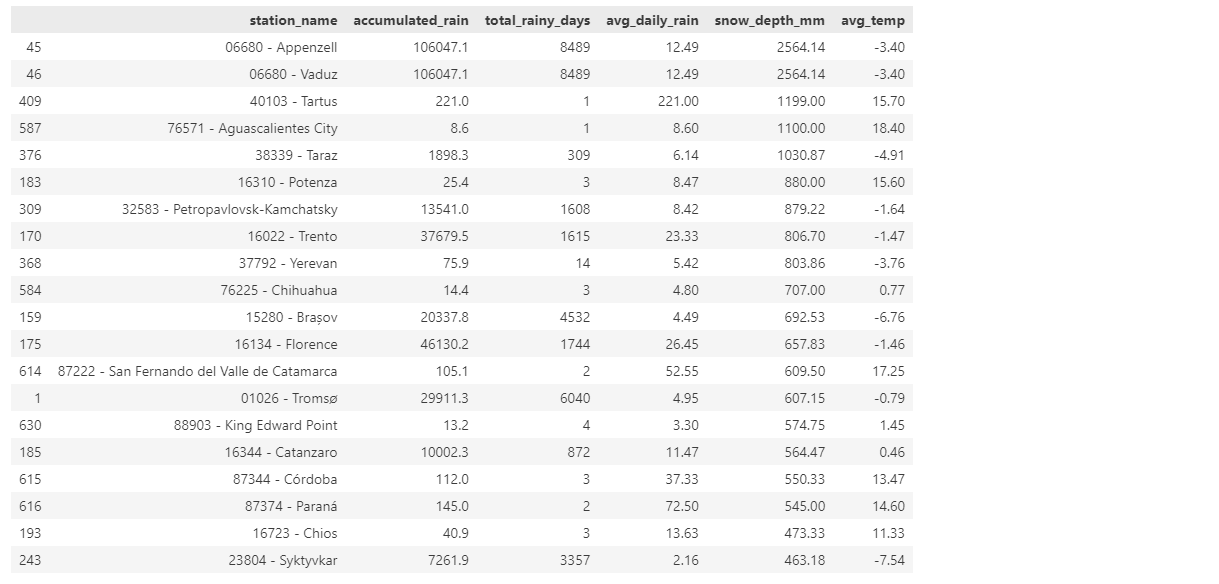 station_name accumulated_rain total_rainy_days avg_daily_rain snow_depth_mm avg_temp
45 06680 - Appenzell 106047.1 8489 12.49 2564.14 -3.40
46 06680 - Vaduz 106047.1 8489 12.49 2564.14 -3.40
409 40103 - Tartus 221.0 1 221.00 1199.00 15.70
587 76571 - Aguascalientes City 8.6 1 8.60 1100.00 18.40
376 38339 - Taraz 1898.3 309 6.14 1030.87 -4.91
183 16310 - Potenza 25.4 3 8.47 880.00 15.60
309 32583 - Petropavlovsk-Kamchatsky 13541.0 1608 8.42 879.22 -1.64
170 16022 - Trento 37679.5 1615 23.33 806.70 -1.47
368 37792 - Yerevan 75.9 14 5.42 803.86 -3.76
584 76225 - Chihuahua 14.4 3 4.80 707.00 0.77
159 15280 - Brașov 20337.8 4532 4.49 692.53 -6.76
175 16134 - Florence 46130.2 1744 26.45 657.83 -1.46
614 87222 - San Fernando del Valle de Catamarca 105.1 2 52.55 609.50 17.25
1 01026 - Tromsø 29911.3 6040 4.95 607.15 -0.79
630 88903 - King Edward Point 13.2 4 3.30 574.75 1.45
185 16344 - Catanzaro 10002.3 872 11.47 564.47 0.46
615 87344 - Córdoba 112.0 3 37.33 550.33 13.47
616 87374 - Paraná 145.0 2 72.50 545.00 14.60
193 16723 - Chios 40.9 3 13.63 473.33 11.33
243 23804 - Syktyvkar 7261.9 3357 2.16 463.18 -7.54